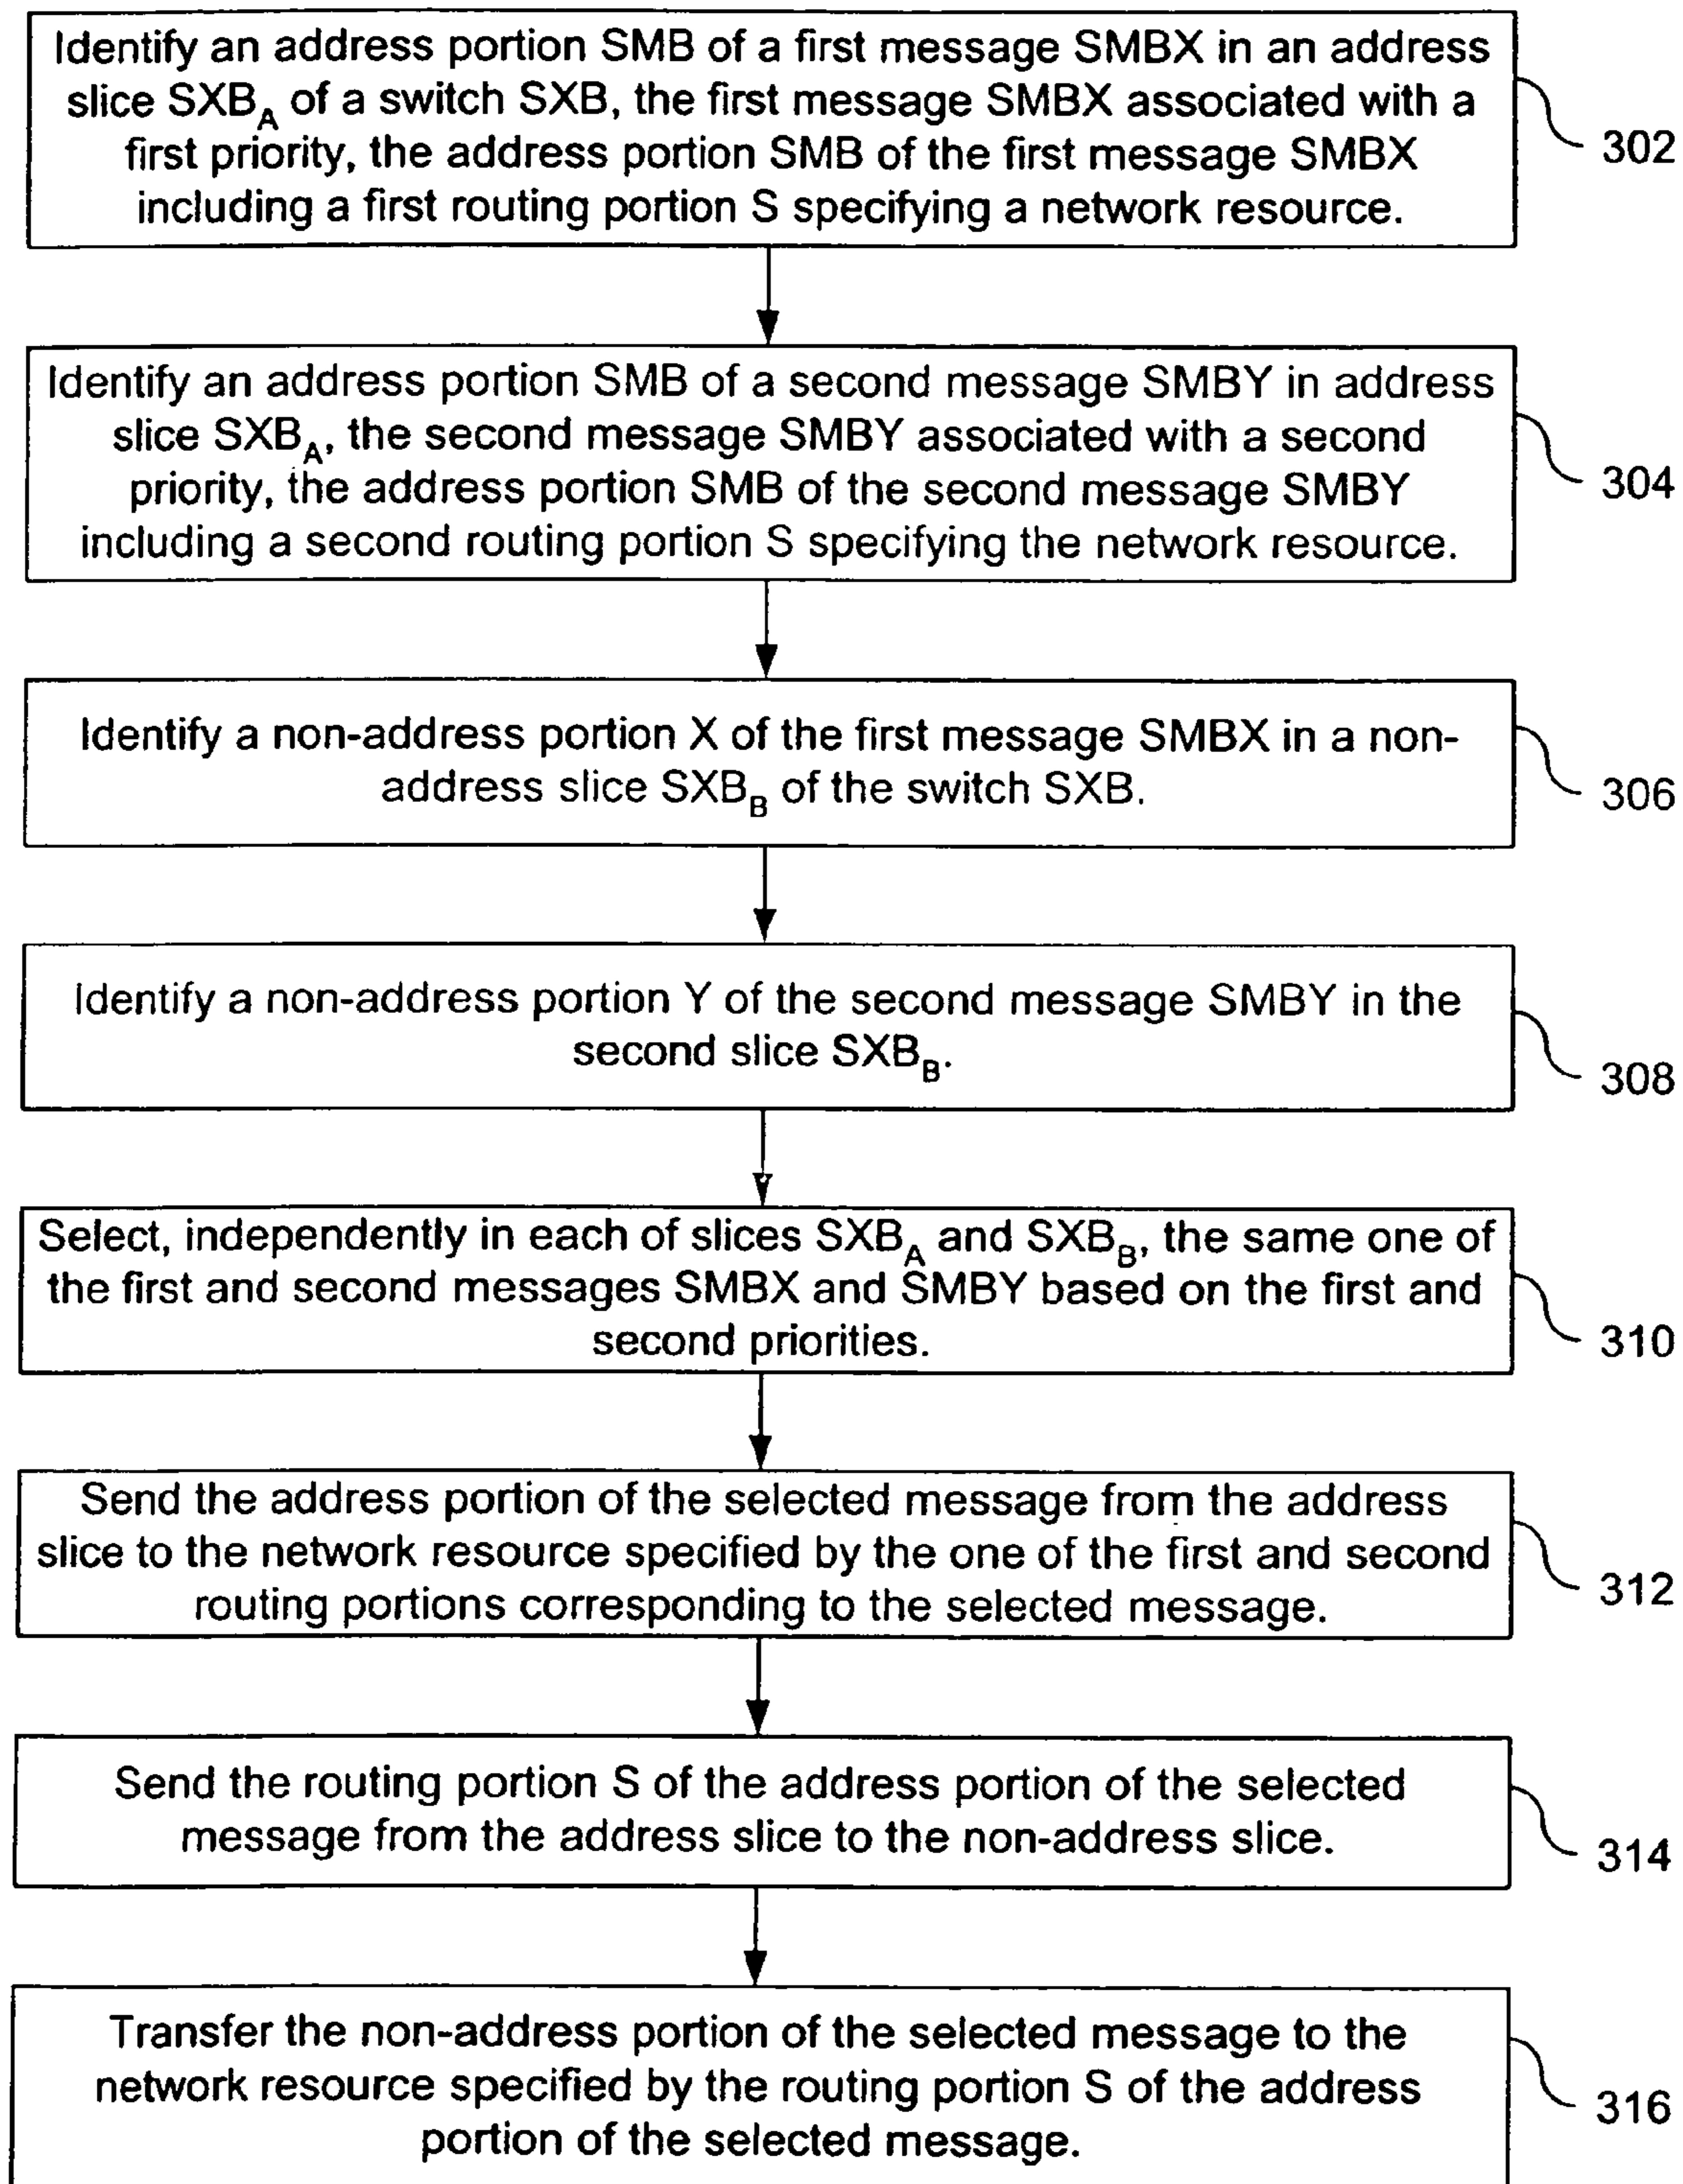 Identify an address portion SMB of a first message SMBX in an address
slice SXB_A of a switch SXB, the first message SMBX associated with a
first priority, the address portion SMB of the first message SMBX
including a first routing portion S specifying a network resource.
302
Identify an address portion SMB of a second message SMBY in address
slice SXB_A, the second message SMBY associated with a second
priority, the address portion SMB of the second message SMBY
including a second routing portion S specifying the network resource.
304
Identify a non-address portion X of the first message SMBX in a non-
address slice SXB_B of the switch SXB.
306
Identify a non-address portion Y of the second message SMBY in the
second slice SXB_B.
308
Select, independently in each of slices SXB_A and SXB_B, the same one of
the first and second messages SMBX and SMBY based on the first and
second priorities.
310
Send the address portion of the selected message from the address
slice to the network resource specified by the one of the first and second
routing portions corresponding to the selected message.
312
Send the routing portion S of the address portion of the selected
message from the address slice to the non-address slice.
314
Transfer the non-address portion of the selected message to the
network resource specified by the routing portion S of the address
portion of the selected message.
316